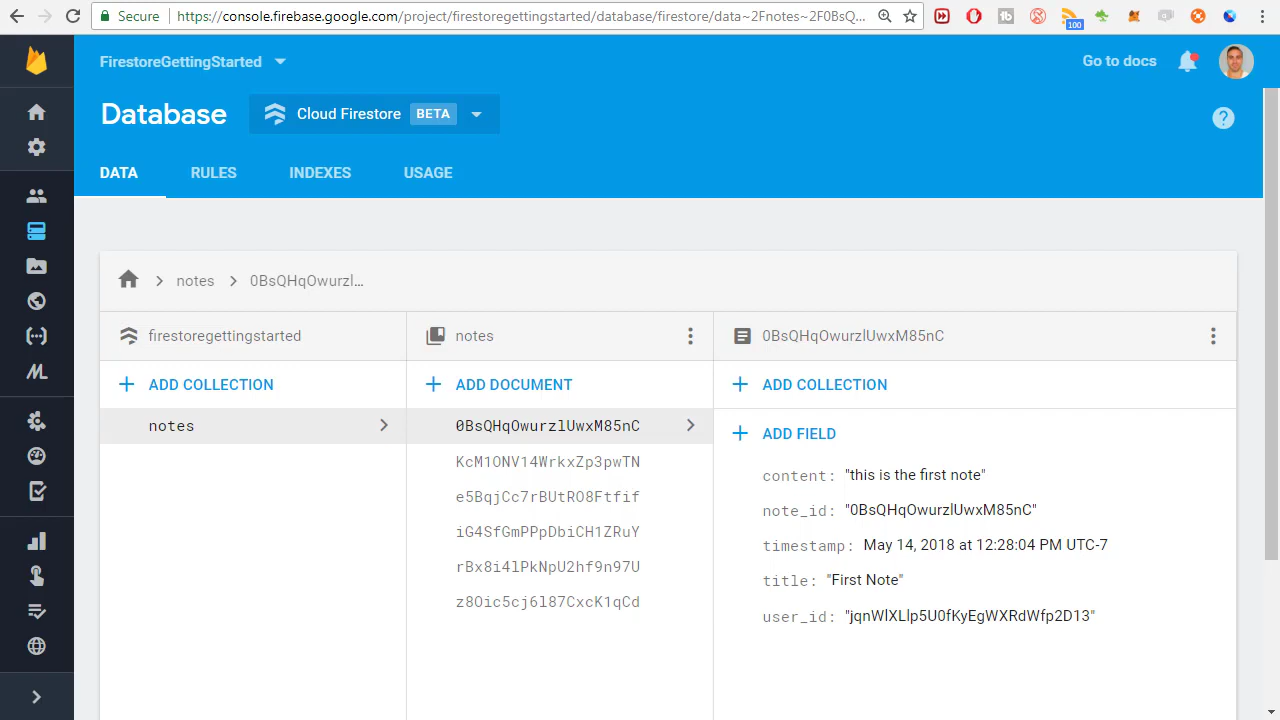 Secure
https://console.firebase.google.com/project/firestoregettingstarted/database/firestore/data~2Fnotes~2F0BsQ...
100
FirestoreGettingStarted
Go to docs
Database
Cloud Firestore BETA
DATA RULES INDEXES USAGE
notes 0BsQHqOwurzl...
firestoregettingstarted
ADD COLLECTION
notes
notes
ADD DOCUMENT
0BsQHqOwurzlUwxM85nC
KcM1ONV14WrkxZp3pwTN
e5BqjCc7rBUtRO8Ftfif
iG4SfGmPPpDbiCH1ZRuY
rBx8i4lPkNpU2hf9n97U
z8Oic5cj6l87CxcK1qCd
0BsQHqOwurzlUwxM85nC
ADD COLLECTION
ADD FIELD
content: "this is the first note"
note_id: "0BsQHqOwurzlUwxM85nC"
timestamp: May 14, 2018 at 12:28:04 PM UTC-7
title: "First Note"
user_id: "jqnWlXLlp5U0fKyEgWXRdWfp2D13"